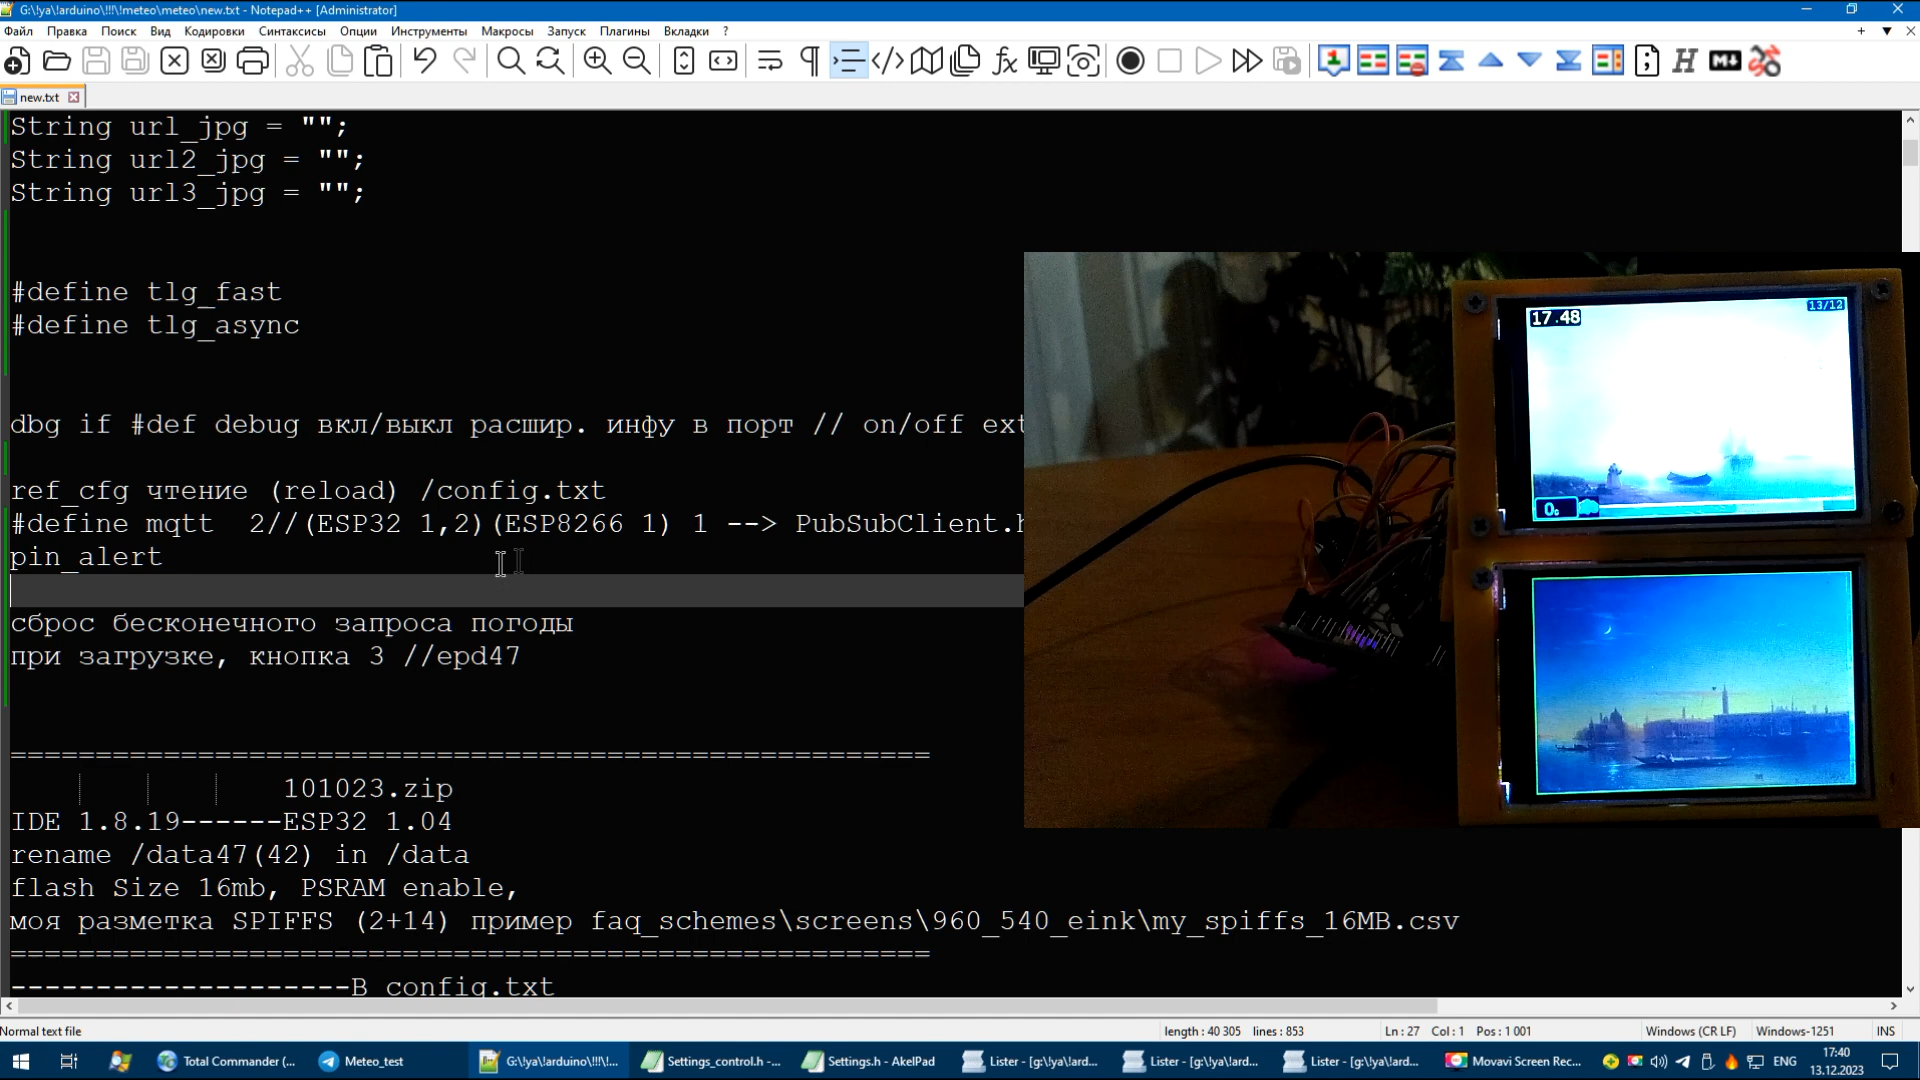 G:\!ya\!arduino\!!!\!meteo\meteo\new.txt - Notepad++ [Administrator]
Файл Правка Поиск Вид Кодировки Синтаксисы Опции Инструменты Макросы Запуск Плагины Вкладки ?
new.txt
String url_jpg = "";
String url2_jpg = "";
String url3_jpg = "";
#define tlg_fast
#define tlg_async
dbg if #def debug вкл/выкл расшир. инфу в порт // on/off ext
ref_cfg чтение (reload) /config.txt
#define mqtt  2//(ESP32 1,2)(ESP8266 1) 1 --> PubSubClient.h
pin_alert
сброс бесконечного запроса погоды
при загрузке, кнопка 3 //epd47
=======================================================
101023.zip
IDE 1.8.19------ESP32 1.04
rename /data47(42) in /data
flash Size 16mb, PSRAM enable,
моя разметка SPIFFS (2+14) пример faq_schemes\screens\960_540_eink\my_spiffs_16MB.csv
=======================================================
--------------------В config.txt
17.48
13/12
Normal text file
length : 40 305 lines : 853
Ln : 27 Col : 1 Pos : 1 001
Windows (CR LF)
Windows-1251
INS
Total Commander (...
Meteo_test
G:\!ya\!arduino\!!!\!...
Settings_control.h -...
Settings.h - AkelPad
Lister - [g:\!ya\!ard...
Lister - [g:\!ya\!ard...
Lister - [g:\!ya\!ard...
Movavi Screen Rec...
ENG
17:40
13.12.2023